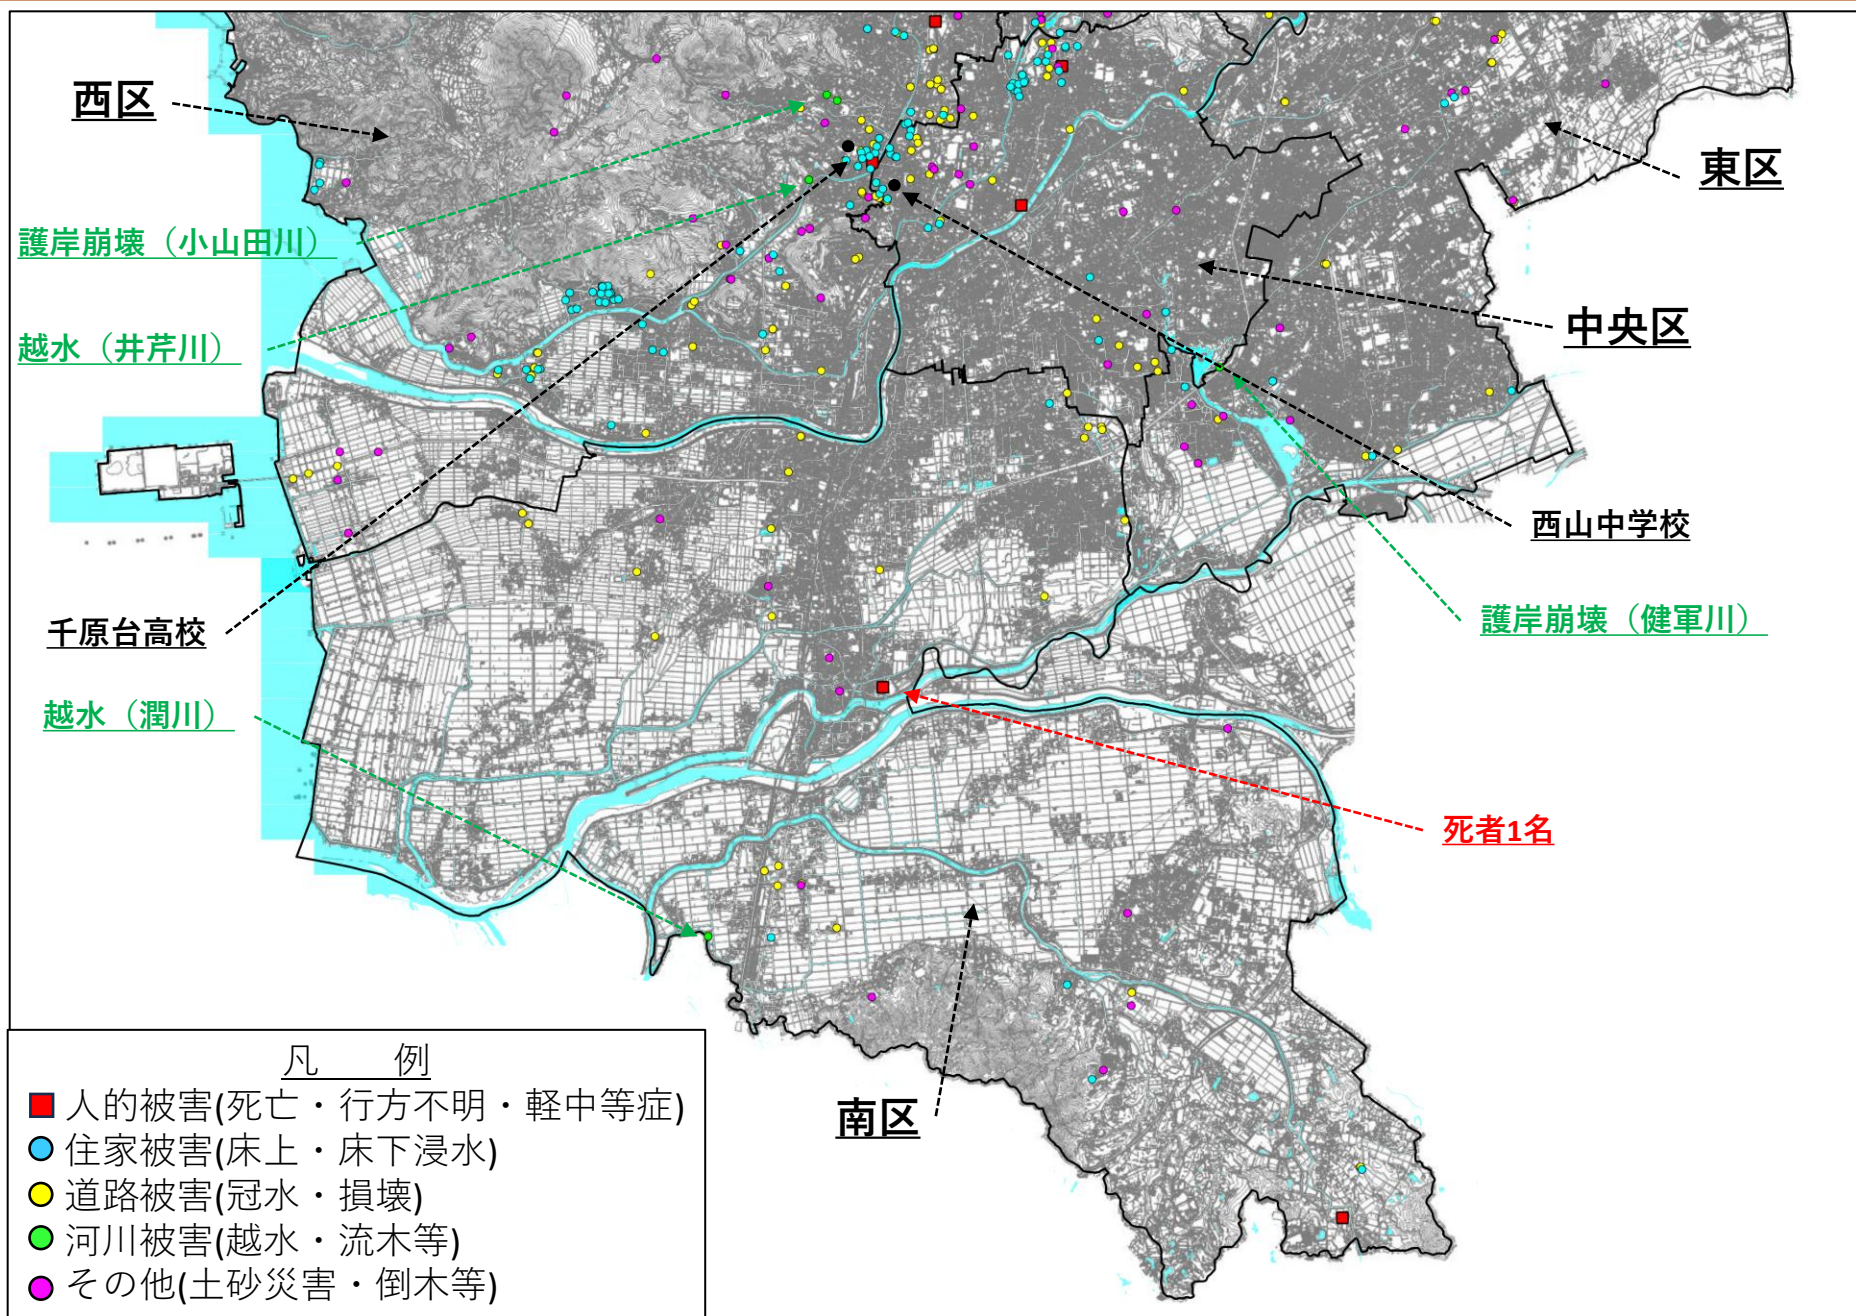 西区
東区
護岸崩壊（小山田川）
中央区
越水（井芹川）
西山中学校
千原台高校
護岸崩壊（健軍川）
越水（潤川）
死者1名
南区
凡　例
人的被害(死亡・行方不明・軽中等症)
住家被害(床上・床下浸水)
道路被害(冠水・損壊)
河川被害(越水・流木等)
その他(土砂災害・倒木等)